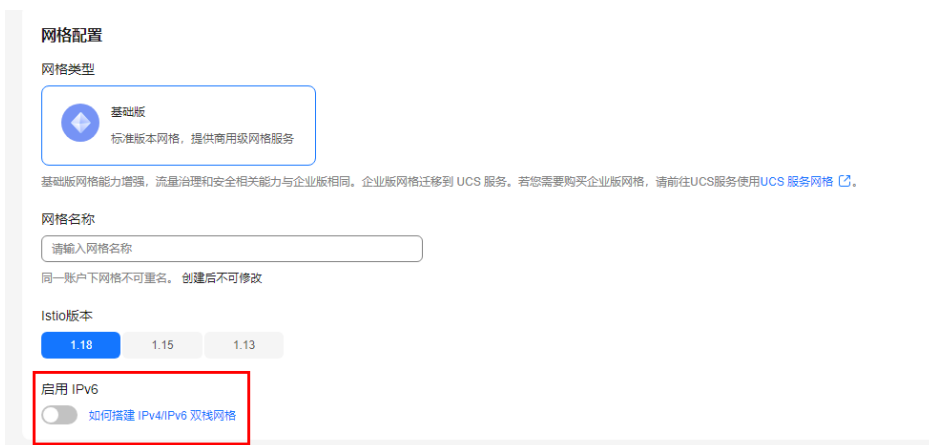 网格配置
网格类型
基础版
标准版本网格，提供商用级网格服务
基础版网格能力增强，流量治理和安全相关能力与企业版相同。企业版网格迁移到 UCS 服务。若您需要购买企业版网格，请前往UCS服务使用UCS 服务网格。
网格名称
请输入网格名称
同一账户下网格不可重名。 创建后不可修改
Istio版本
1.18 1.15 1.13
启用 IPv6
如何搭建 IPv4/IPv6 双栈网格